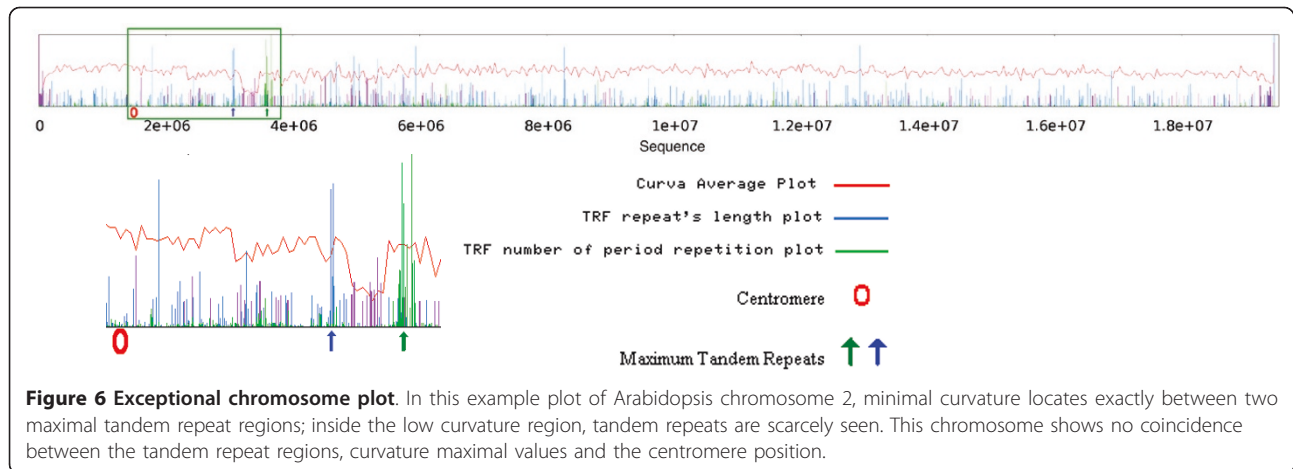 0 2e+06 4e+06 6e+06 8e+06 1e+07 1.2e+07 1.4e+07 1.6e+07 1.8e+07
Sequence
Curva Average Plot
TRF repeat's length plot
TRF number of period repetition plot
Centromere 0
Maximum Tandem Repeats
0
Figure 6 Exceptional chromosome plot. In this example plot of Arabidopsis chromosome 2, minimal curvature locates exactly between two
maximal tandem repeat regions; inside the low curvature region, tandem repeats are scarcely seen. This chromosome shows no coincidence
between the tandem repeat regions, curvature maximal values and the centromere position.